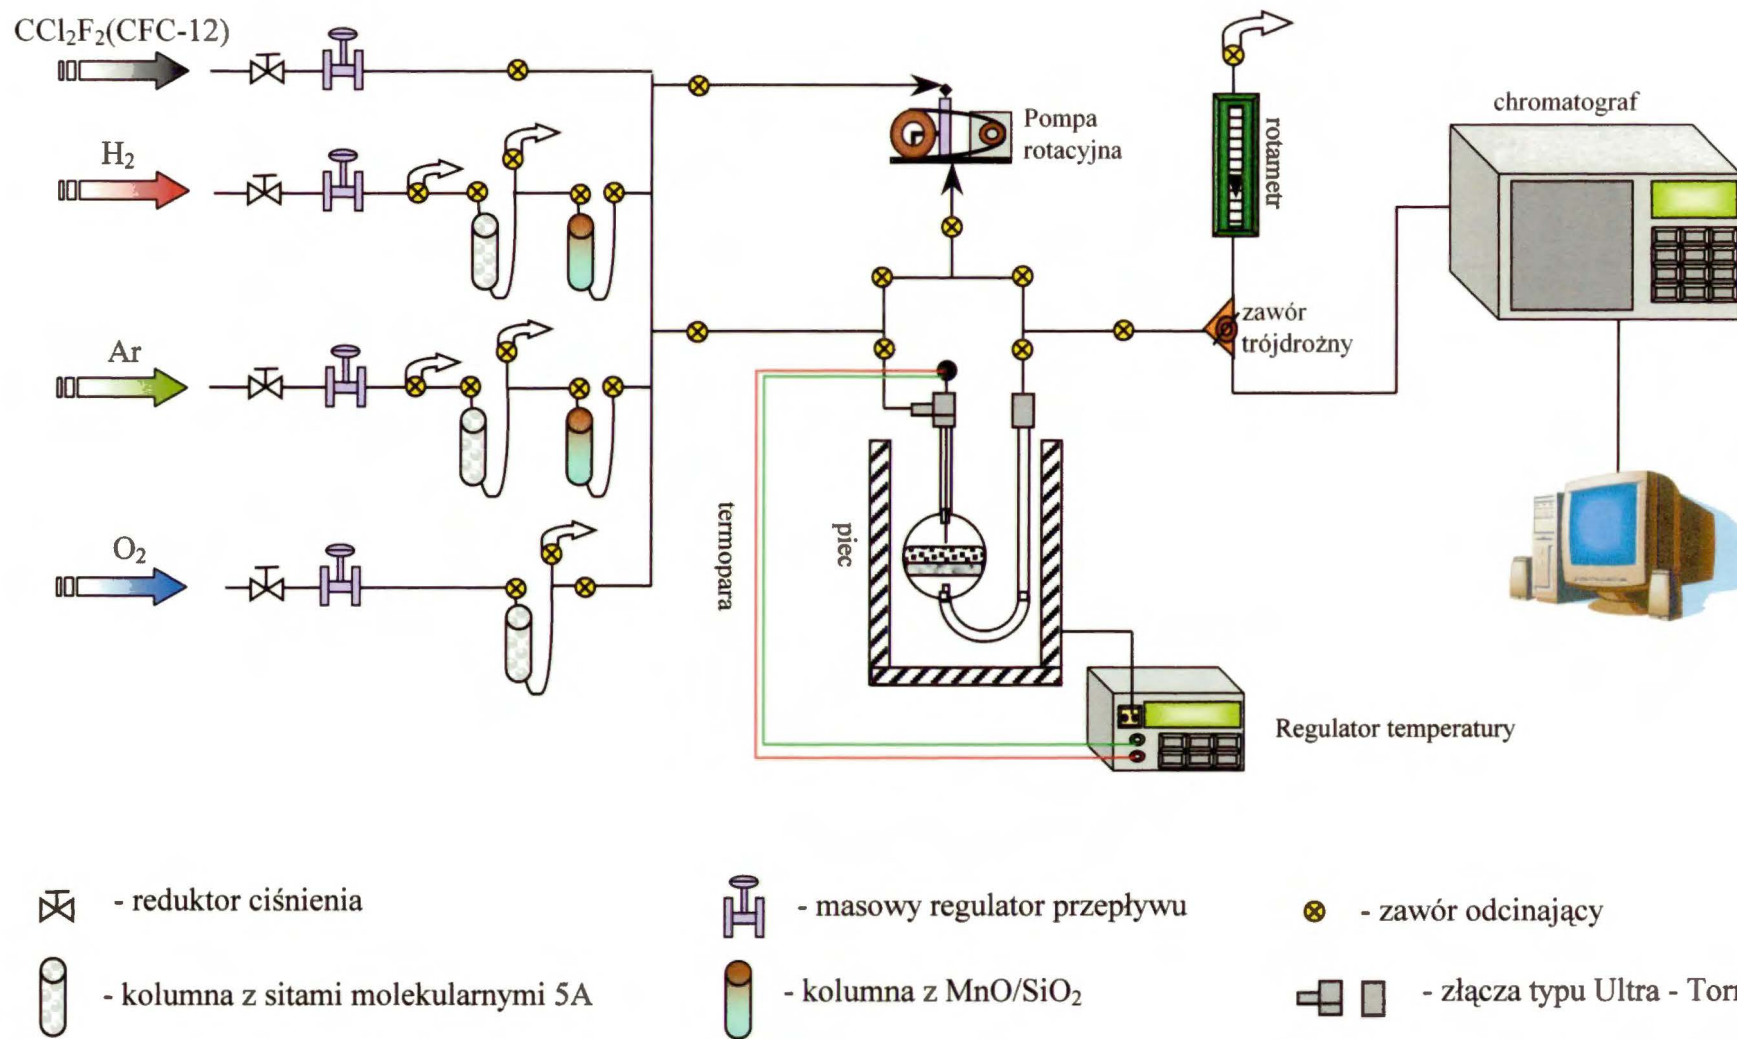 CCl₂F₂(CFC-12)
H₂
Ar
O₂
Pompa
rotacyjna
rotametr
chromatograf
zawór
trójdrożny
termopara
piec
Regulator temperatury
- reduktor ciśnienia
- masowy regulator przepływu
- zawór odcinający
- kolumna z sitami molekularnymi 5A
- kolumna z MnO/SiO₂
- złącza typu Ultra - Torr